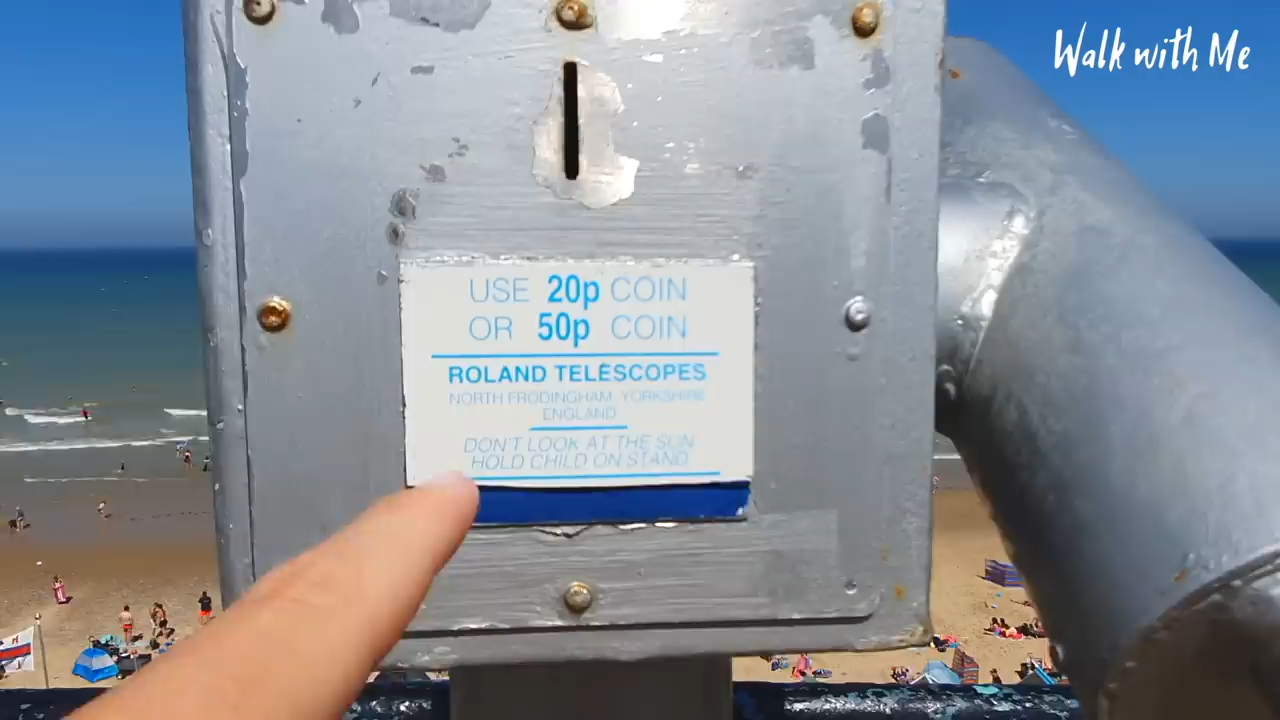 Walk with Me
USE 20p COIN
OR 50p COIN
ROLAND TELESCOPES
NORTH FRODINGHAM, YORKSHIRE
ENGLAND
DON'T LOOK AT THE SUN
HOLD CHILD ON STAND